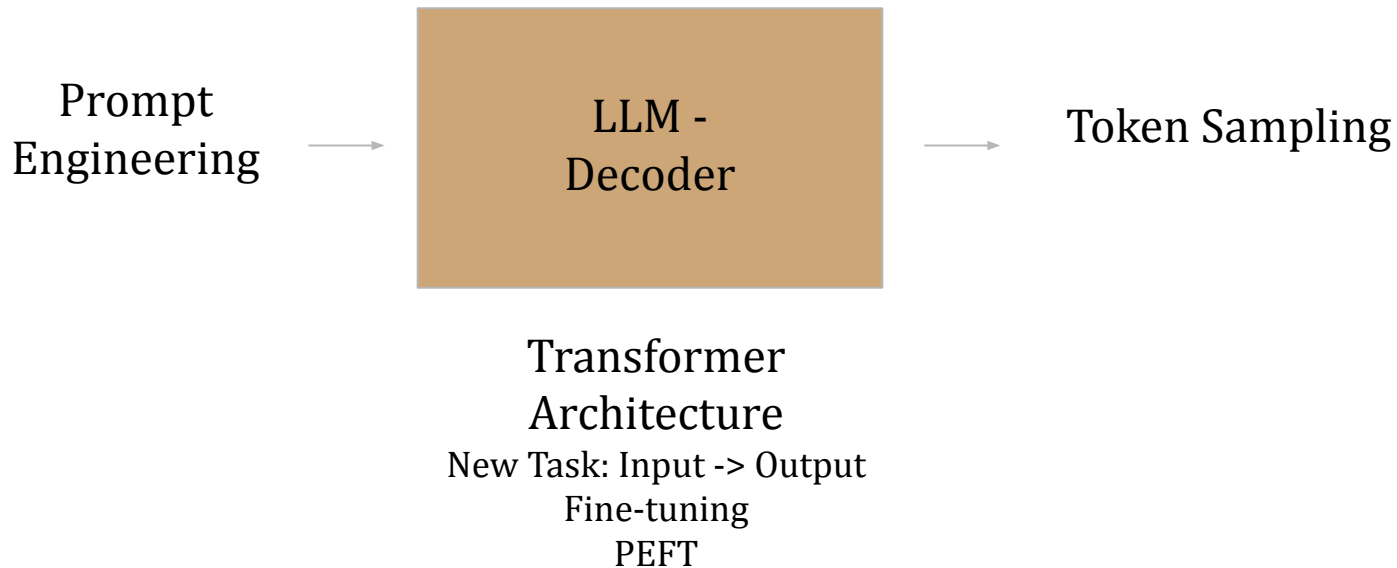 Prompt
Engineering
LLM -
Decoder
Token Sampling
Transformer
Architecture
New Task: Input -> Output
Fine-tuning
PEFT